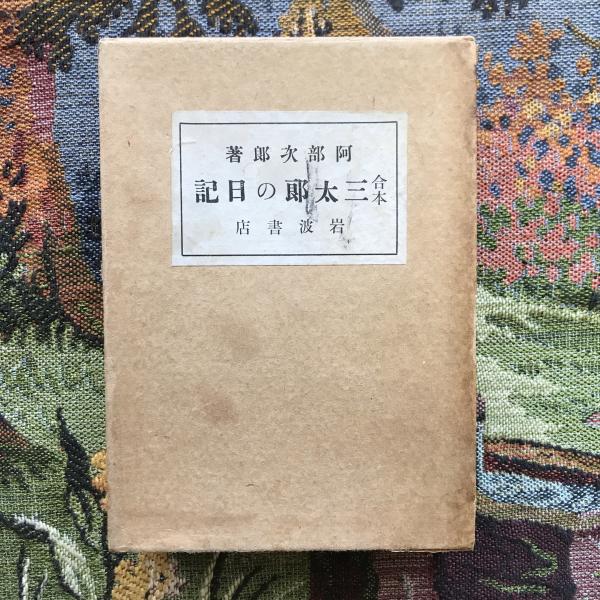 阿部次郎著
合本三太郎の日記
岩波書店